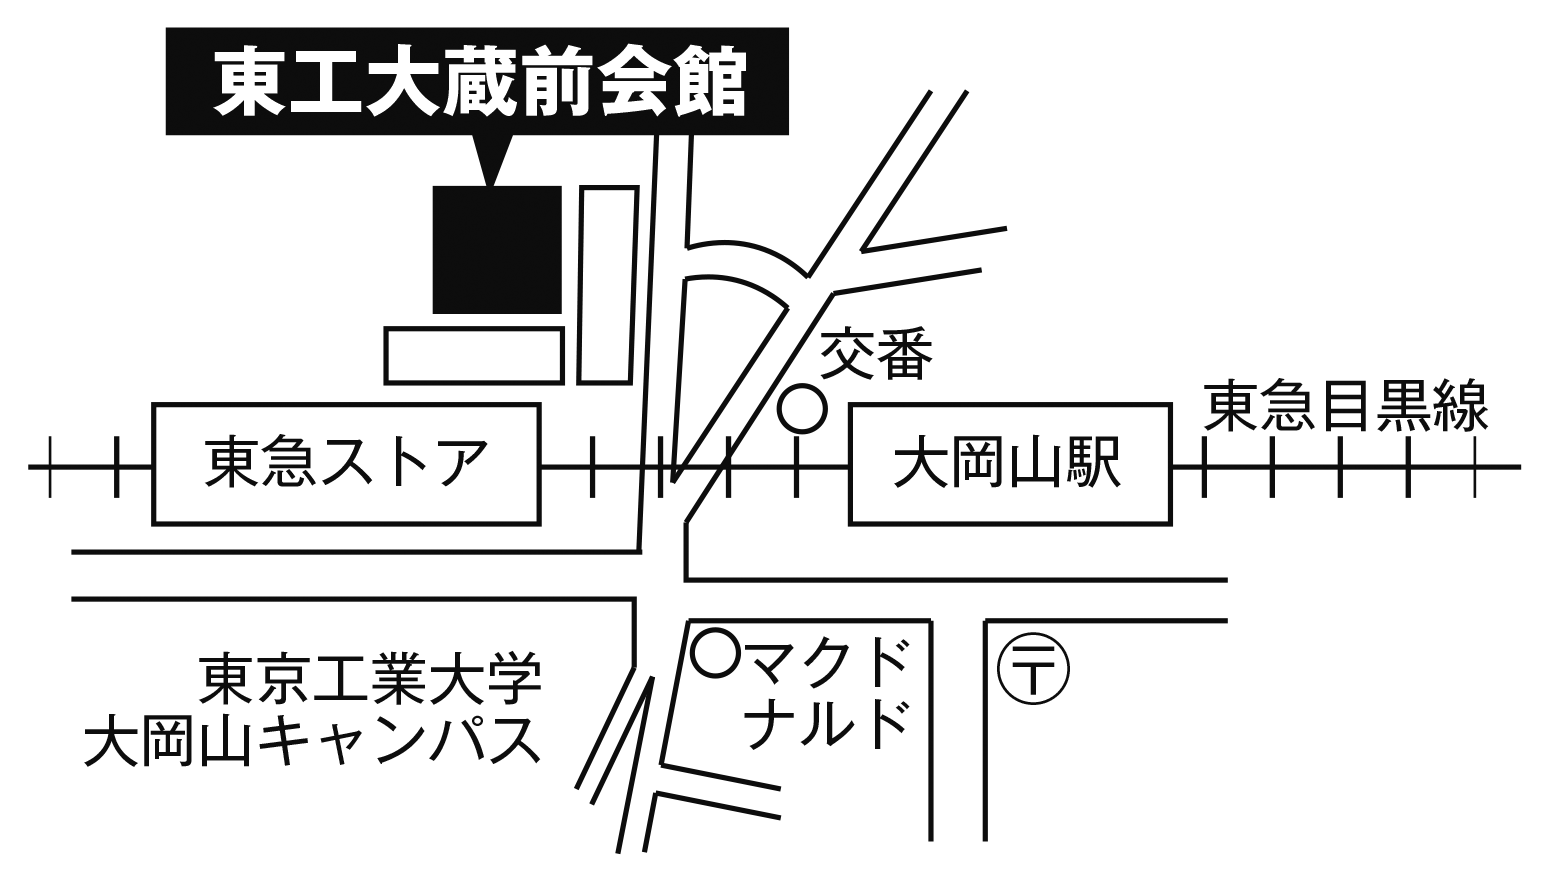 東工大蔵前会館
交番
東急目黒線
東急ストア
大岡山駅
東京工業大学
大岡山キャンパス
マクド
ナルド
〒